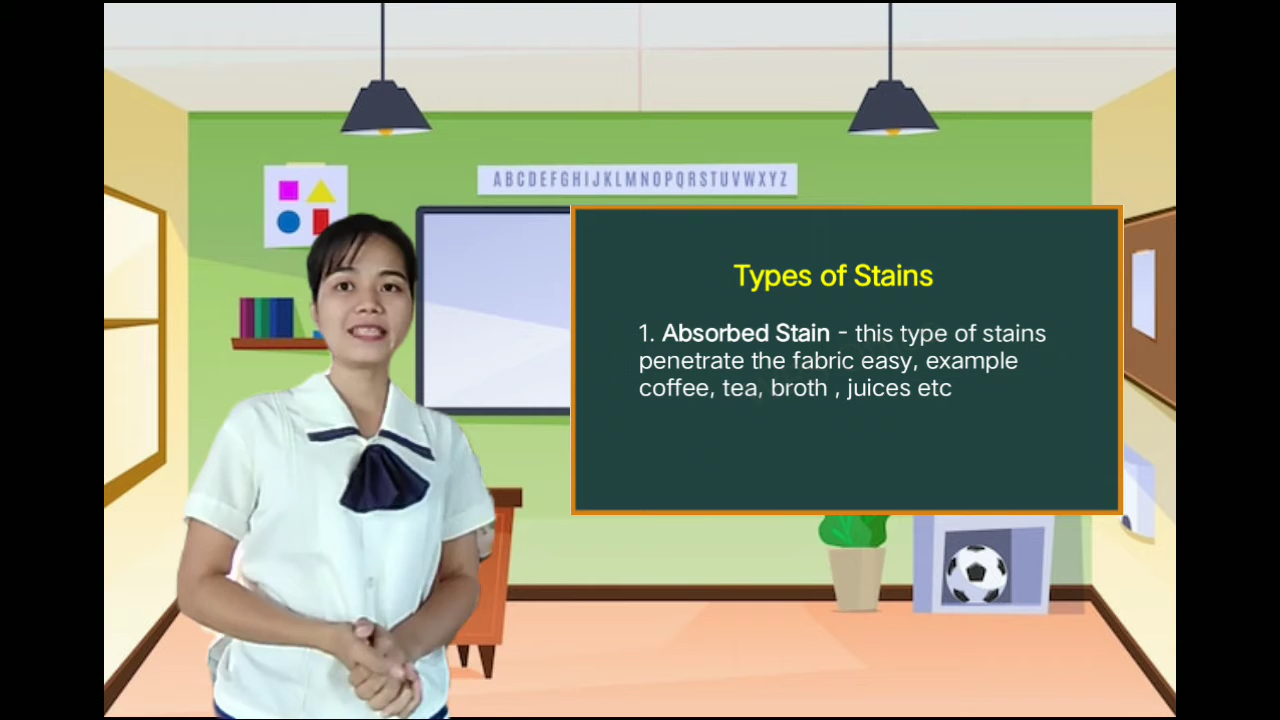 ABCDEFGHIJKLMNOPQRSTUVWXYZ
Types of Stains
1. Absorbed Stain - this type of stains
penetrate the fabric easy, example
coffee, tea, broth , juices etc